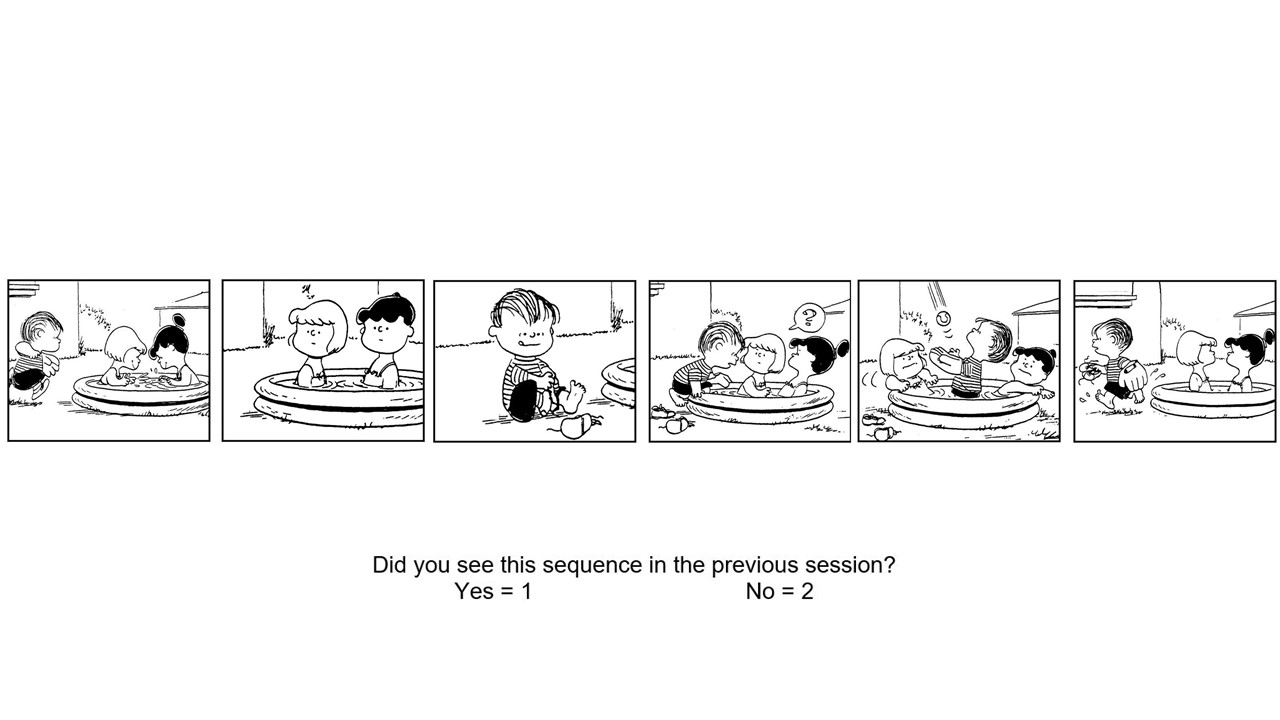 ?
Did you see this sequence in the previous session?
Yes = 1 No = 2